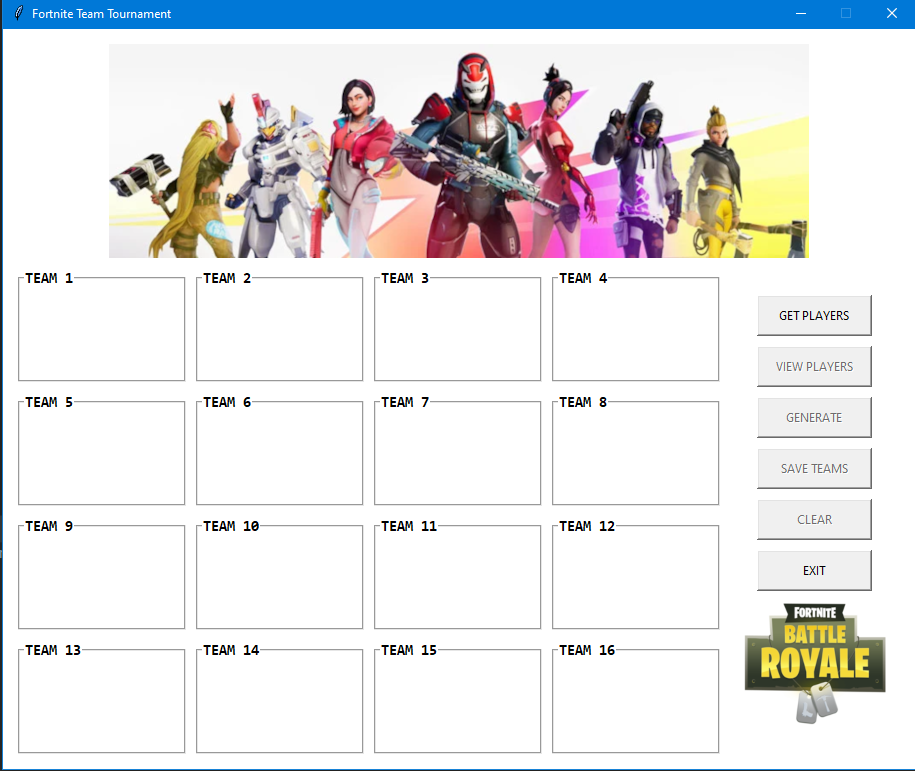 Fortnite Team Tournament
TEAM 1
TEAM 2
TEAM 3
TEAM 4
GET PLAYERS
VIEW PLAYERS
TEAM 5
TEAM 6
TEAM 7
TEAM 8
GENERATE
SAVE TEAMS
TEAM 9
TEAM 10
TEAM 11
TEAM 12
CLEAR
EXIT
FORTNITE
BATTLE
ROYALE
TEAM 13
TEAM 14
TEAM 15
TEAM 16